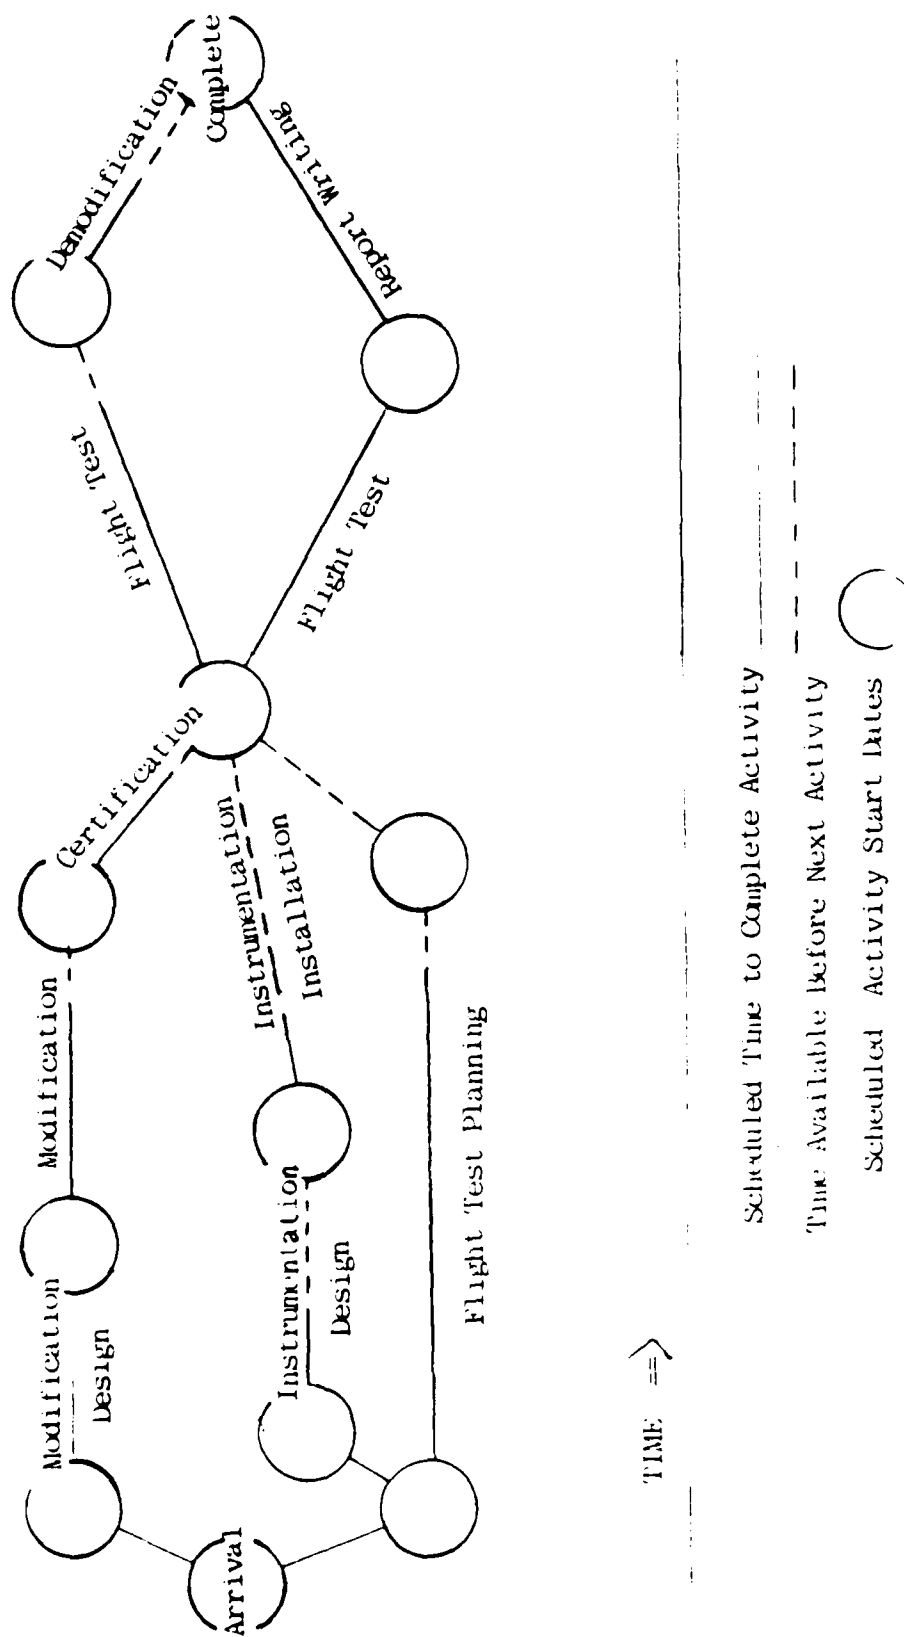 Modification
Design
Modification
Certification
Flight Test
Demodification
Arrival
Instrumentation
Design
Instrumentation
Installation
Flight Test
Complete
Report Writing
Flight Test Planning
TIME =>
Scheduled Time to Complete Activity
Time Available Before Next Activity
Scheduled Activity Start Dates